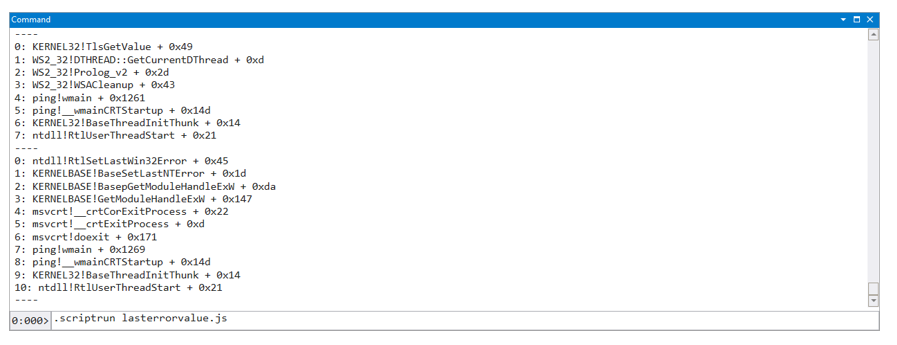 Command
----
0: KERNEL32!TlsGetValue + 0x49
1: WS2_32!DTHREAD::GetCurrentDThread + 0xd
2: WS2_32!Prolog_v2 + 0x2d
3: WS2_32!WSACleanup + 0x43
4: ping!wmain + 0x1261
5: ping!__wmainCRTStartup + 0x14d
6: KERNEL32!BaseThreadInitThunk + 0x14
7: ntdll!RtlUserThreadStart + 0x21
----
0: ntdll!RtlSetLastWin32Error + 0x45
1: KERNELBASE!BaseSetLastNTError + 0x1d
2: KERNELBASE!BasepGetModuleHandleExW + 0xda
3: KERNELBASE!GetModuleHandleExW + 0x147
4: msvcrt!__crtCorExitProcess + 0x22
5: msvcrt!__crtExitProcess + 0xd
6: msvcrt!doexit + 0x171
7: ping!wmain + 0x1269
8: ping!__wmainCRTStartup + 0x14d
9: KERNEL32!BaseThreadInitThunk + 0x14
10: ntdll!RtlUserThreadStart + 0x21
----
0:000> .scriptrun lasterrorvalue.js